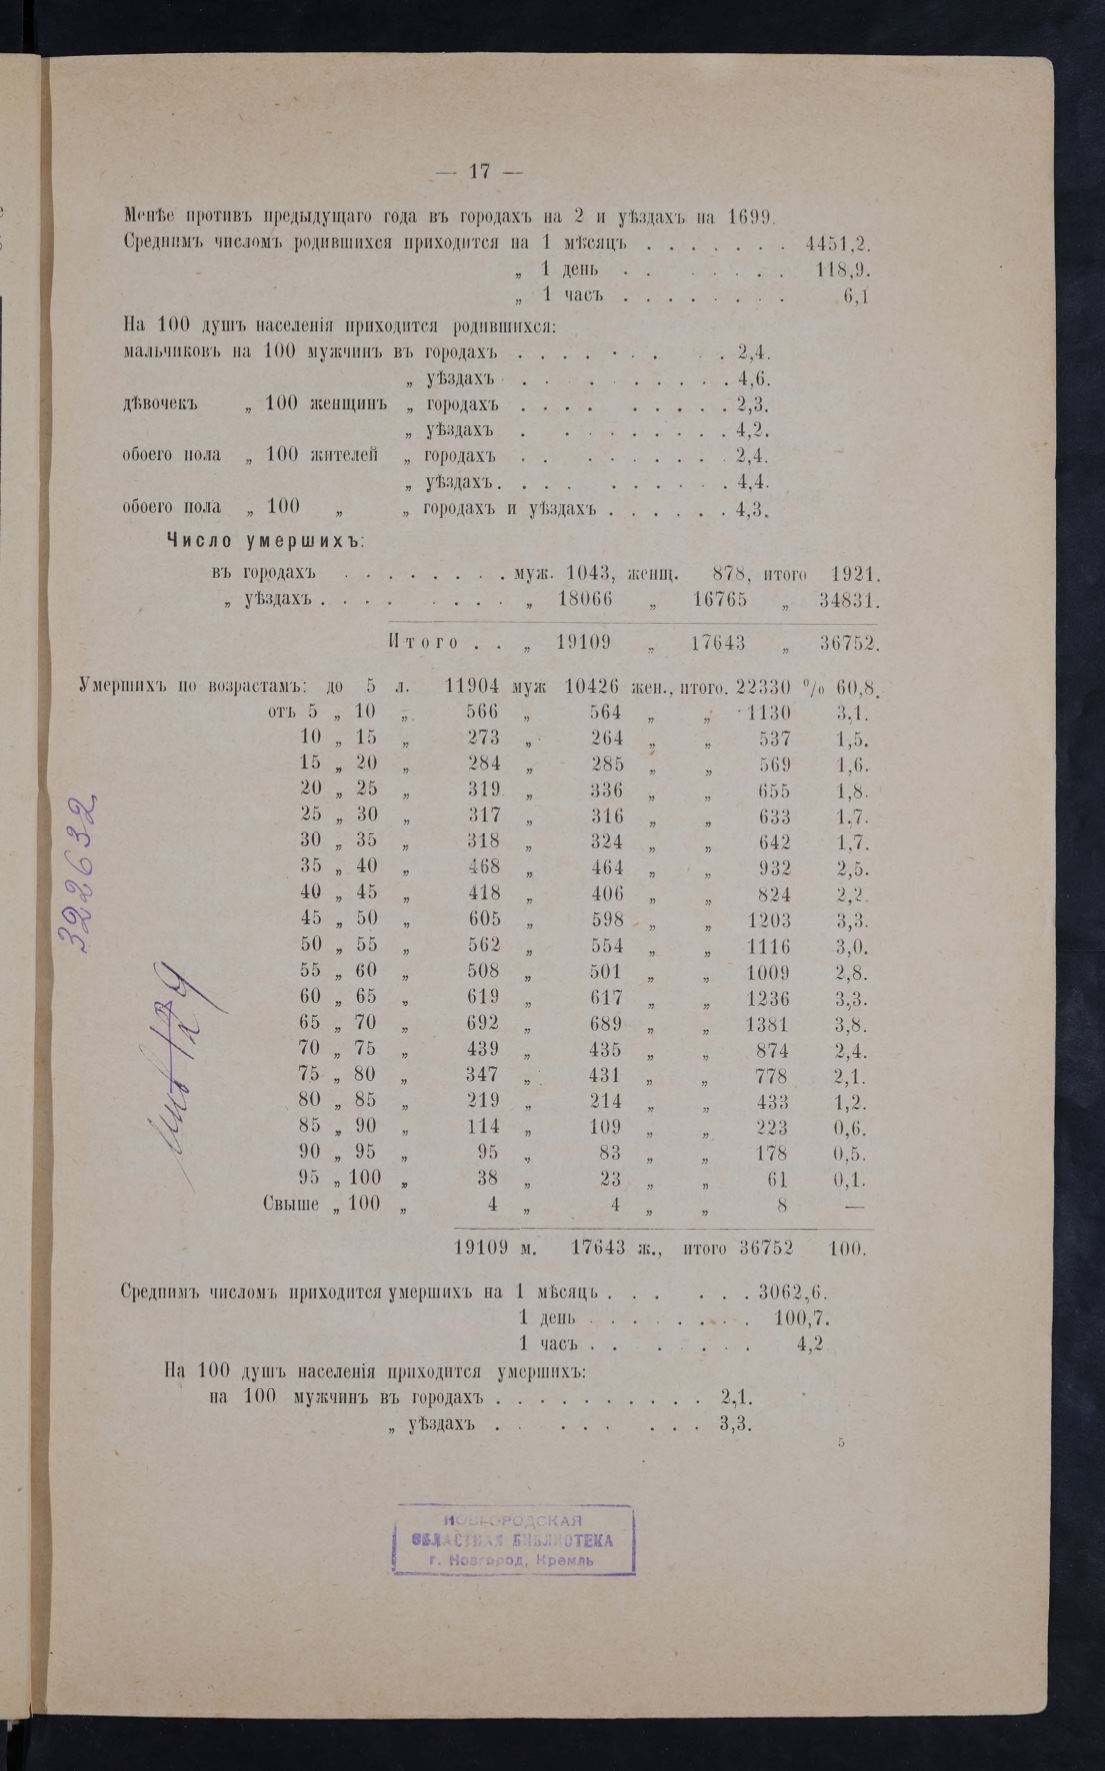 — 17 —
Менѣе противъ предыдущаго года въ городахъ на 2 и уѣздахъ на 1699.
Среднимъ числомъ родившихся приходится на 1 мѣсяцъ . . . . . . . 4451,2.
„ 1 день . . . . . . . 118,9.
„ 1 часъ . . . . . . . . 6,1
На 100 душъ населенія приходится родившихся:
мальчиковъ на 100 мужчинъ въ городахъ . . . . . . . . . 2,4.
„ уѣздахъ . . . . . . . . . 4,6.
дѣвочекъ „ 100 женщинъ „ городахъ . . . . . . . . . 2,3.
„ уѣздахъ . . . . . . . . . 4,2.
обоего пола „ 100 жителей „ городахъ . . . . . . . . . 2,4.
„ уѣздахъ . . . . . . . . . . 4,4.
обоего пола „ 100 „ „ городахъ и уѣздахъ . . . . . . 4,3.
Число умершихъ:
въ городахъ . . . . . . . . муж. 1043, женщ. 878, итого 1921.
„ уѣздахъ . . . . . . . . . „ 18066 „ 16765 „ 34831.
Итого . . „ 19109 „ 17643 „ 36752.
Умершихъ по возрастамъ: до 5 л. 11904 муж 10426 жен., итого. 22330 % 60,8.
отъ 5 „ 10 „ 566 „ 564 „ „ 1130 3,1.
10 „ 15 „ 273 „ 264 „ „ 537 1,5.
15 „ 20 „ 284 „ 285 „ „ 569 1,6.
20 „ 25 „ 319 „ 336 „ „ 655 1,8.
25 „ 30 „ 317 „ 316 „ „ 633 1,7.
30 „ 35 „ 318 „ 324 „ „ 642 1,7.
35 „ 40 „ 468 „ 464 „ „ 932 2,5.
40 „ 45 „ 418 „ 406 „ „ 824 2,2.
45 „ 50 „ 605 „ 598 „ „ 1203 3,3.
50 „ 55 „ 562 „ 554 „ „ 1116 3,0.
55 „ 60 „ 508 „ 501 „ „ 1009 2,8.
60 „ 65 „ 619 „ 617 „ „ 1236 3,3.
65 „ 70 „ 692 „ 689 „ „ 1381 3,8.
70 „ 75 „ 439 „ 435 „ „ 874 2,4.
75 „ 80 „ 347 „ 431 „ „ 778 2,1.
80 „ 85 „ 219 „ 214 „ „ 433 1,2.
85 „ 90 „ 114 „ 109 „ „ 223 0,6.
90 „ 95 „ 95 „ 83 „ „ 178 0,5.
95 „ 100 „ 38 „ 23 „ „ 61 0,1.
Свыше „ 100 „ 4 „ 4 „ „ 8 —
19109 м. 17643 ж., итого 36752 100.
Среднимъ числомъ приходится умершихъ на 1 мѣсяцъ . . . . . . 3062,6.
1 день . . . . . . . . 100,7.
1 часъ . . . . . . . 4,2
На 100 душъ населенія приходится умершихъ:
на 100 мужчинъ въ городахъ . . . . . . . . . . 2,1.
„ уѣздахъ . . . . . . . . 3,3.
5
322632
НОВГОРОДСКАЯ
ОБЛАСТНАЯ БИБЛИОТЕКА
г. Новгород, Кремль